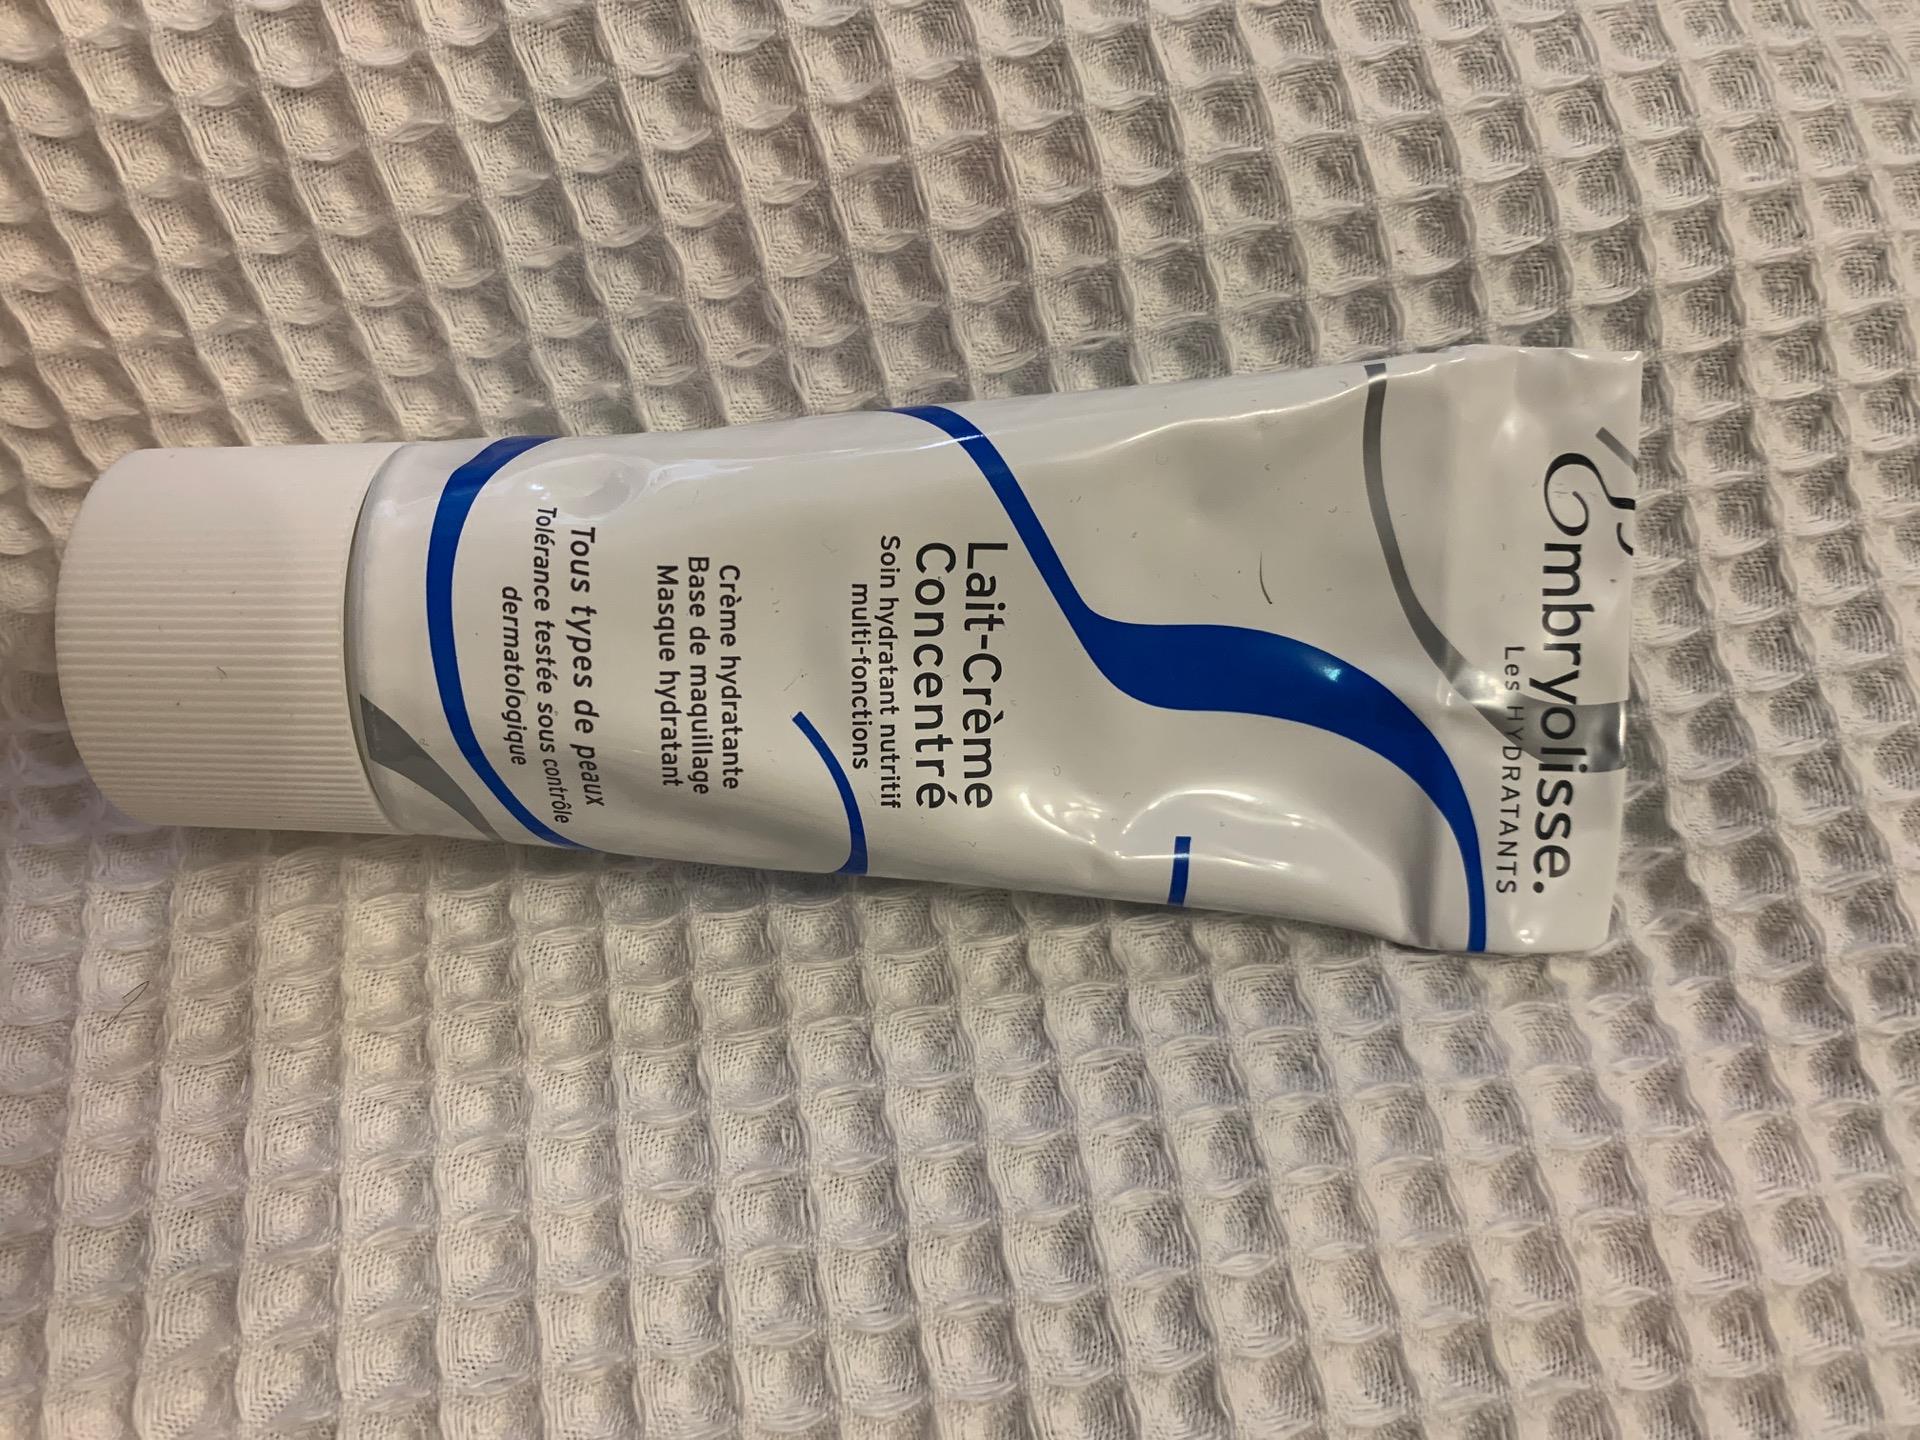 Embryolisse.
Les HYDRATANTS
Lait-Crème
Concentré
Soin hydratant nutritif
multi-fonctions
Crème hydratante
Base de maquillage
Masque hydratant
Tous types de peaux
Tolérance testée sous contrôle
dermatologique